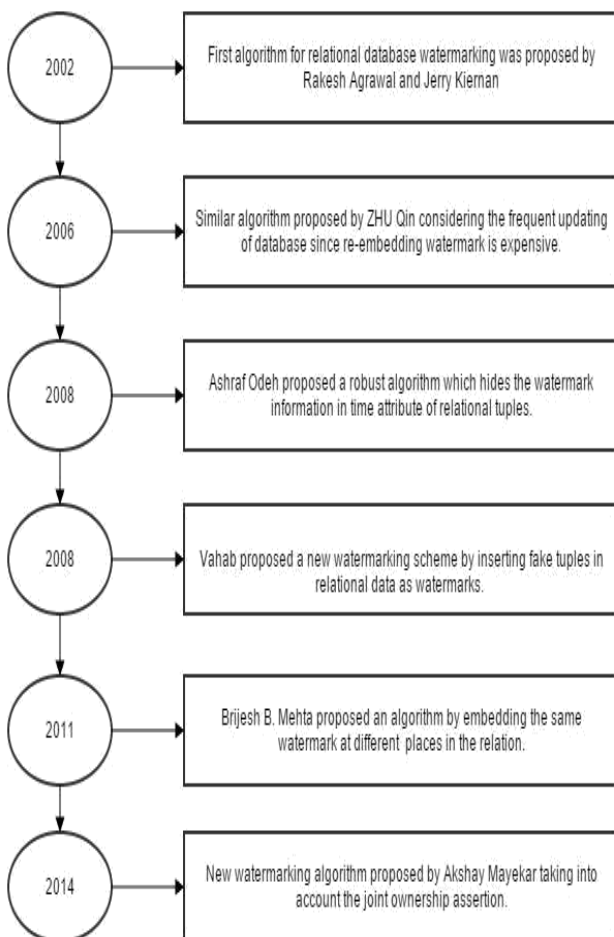 2002
First algorithm for relational database watermarking was proposed by
Rakesh Agrawal and Jerry Kiernan
2006
Similar algorithm proposed by ZHU Qin considering the frequent updating
of database since re-embedding watermark is expensive.
2008
Ashraf Odeh proposed a robust algorithm which hides the watermark
information in time attribute of relational tuples.
2008
Vahab proposed a new watermarking scheme by inserting fake tuples in
relational data as watermarks.
2011
Brijesh B. Mehta proposed an algorithm by embedding the same
watermark at different places in the relation.
2014
New watermarking algorithm proposed by Akshay Mayekar taking into
account the joint ownership assertion.